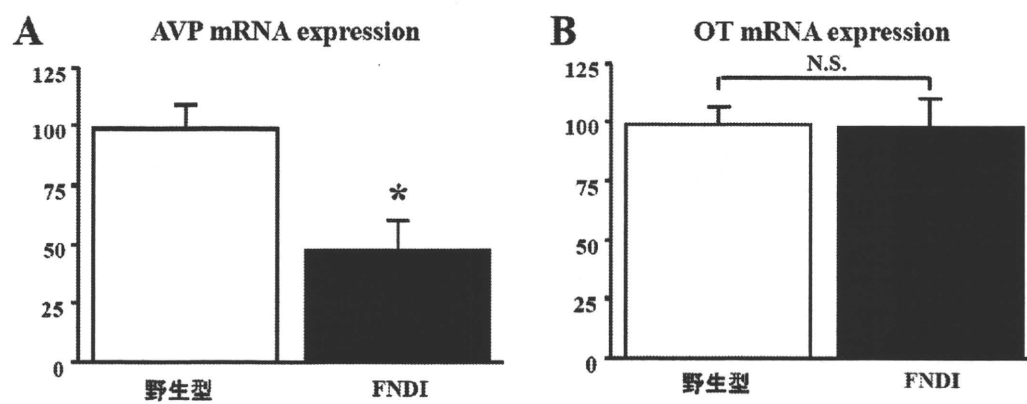 A
AVP mRNA expression
125
100
75
50
25
0
*
野生型
FNDI
B
OT mRNA expression
N.S.
125
100
75
50
25
0
野生型
FNDI